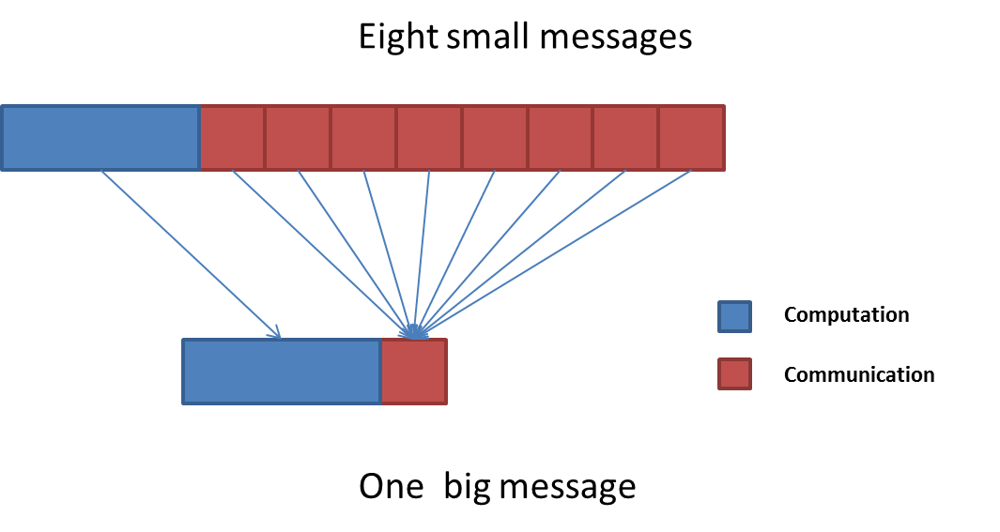 Eight small messages
Computation
Communication
One big message